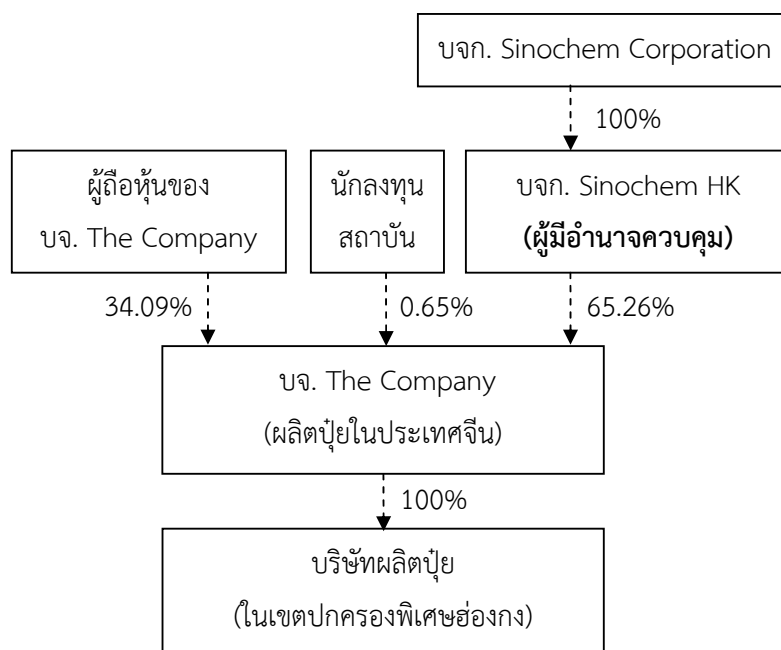 บจก. Sinochem Corporation
100%
ผู้ถือหุ้นของ
บจ. The Company
นักลงทุน
สถาบัน
บจก. Sinochem HK
(ผู้มีอำนาจควบคุม)
34.09%
0.65%
65.26%
บจ. The Company
(ผลิตปุ๋ยในประเทศจีน)
100%
บริษัทผลิตปุ๋ย
(ในเขตปกครองพิเศษฮ่องกง)